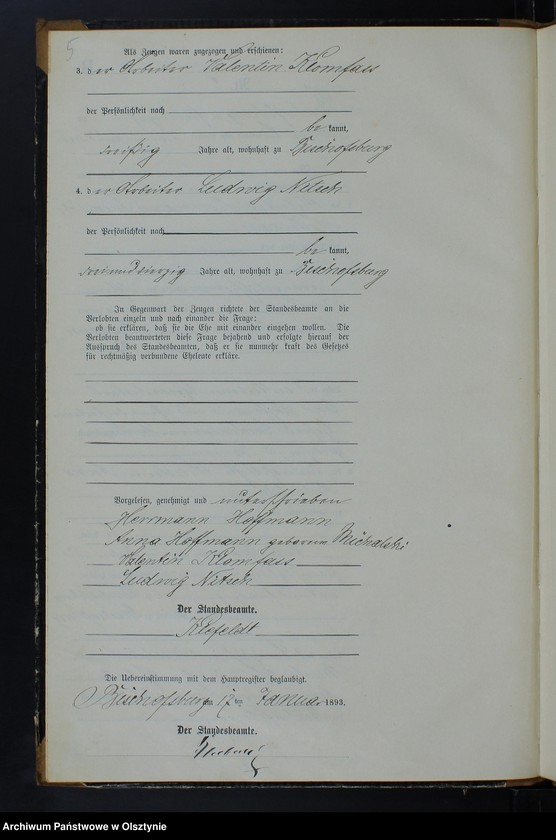 5
Als Zeugen waren zugezogen und erschienen:
3. der Arbeiter Valentin Klomfass
der Persönlichkeit nach
be kannt,
dreißig Jahre alt, wohnhaft zu Bischofsburg
4. der Arbeiter Ludwig Nitsch
der Persönlichkeit nach
be kannt,
Jahre alt, wohnhaft zu Bischofsburg
In Gegenwart der Zeugen richtete der Standesbeamte an die
Verlobten einzeln und nach einander die Frage:
ob sie erklären, daß sie die Ehe mit einander eingehen wollen. Die
Verlobten beantworteten diese Frage bejahend und erfolgte hierauf der
Ausspruch des Standesbeamten, daß er sie nunmehr kraft des Gesetzes
für rechtmäßig verbundene Eheleute erkläre.
Vorgelesen, genehmigt und unterschrieben
Herrmann Hoffmann
Anna Hoffmann geborene Michalski
Valentin Klomfass
Ludwig Nitsch
Der Standesbeamte.
Klefeldt
Die Uebereinstimmung mit dem Hauptregister beglaubigt.
Bischofsburg am 17 ten Januar 1893.
Der Standesbeamte.
Archiwum Państwowe w Olsztynie